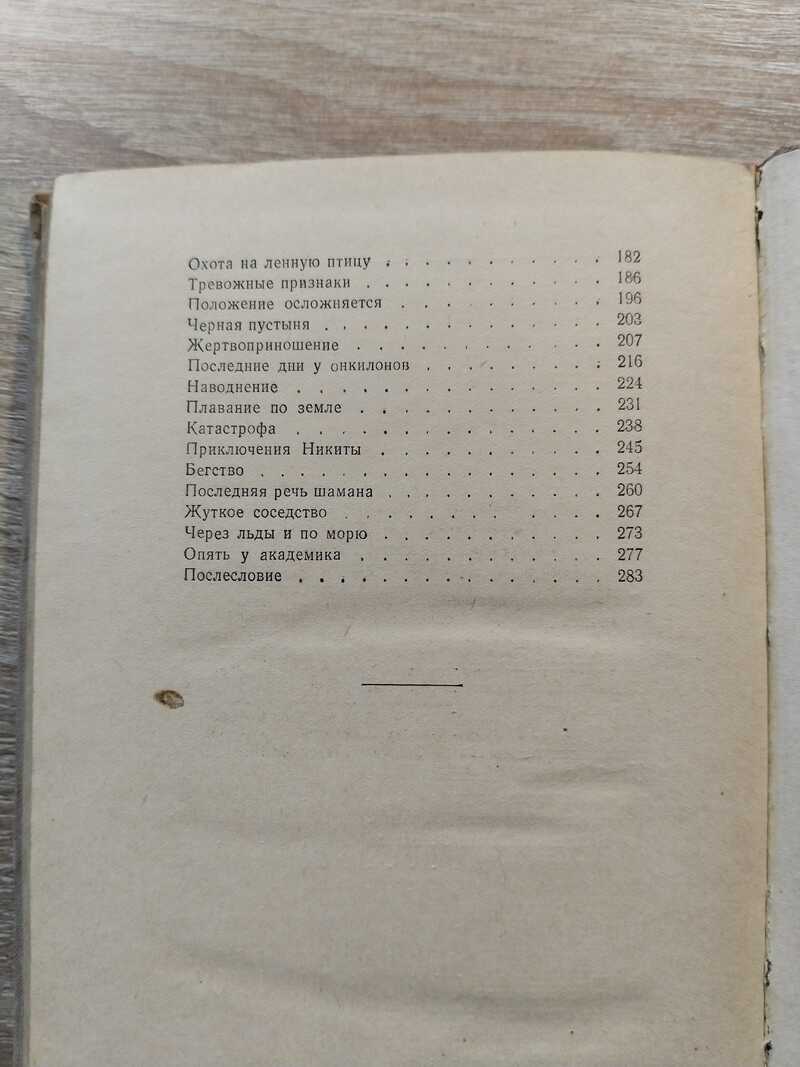 Охота на ленную птицу . . . . . . . . . . . 182
Тревожные признаки . . . . . . . . . . . . 186
Положение осложняется . . . . . . . . . . 196
Черная пустыня . . . . . . . . . . . . . . 203
Жертвоприношение . . . . . . . . . . . . 207
Последние дни у онкилонов . . . . . . . . . 216
Наводнение . . . . . . . . . . . . . . . 224
Плавание по земле . . . . . . . . . . . . 231
Катастрофа . . . . . . . . . . . . . . . 238
Приключения Никиты . . . . . . . . . . . 245
Бегство . . . . . . . . . . . . . . . . . 254
Последняя речь шамана . . . . . . . . . . . 260
Жуткое соседство . . . . . . . . . . . . 267
Через льды и по морю . . . . . . . . . . . 273
Опять у академика . . . . . . . . . . . . 277
Послесловие . . . . . . . . . . . . . . . 283